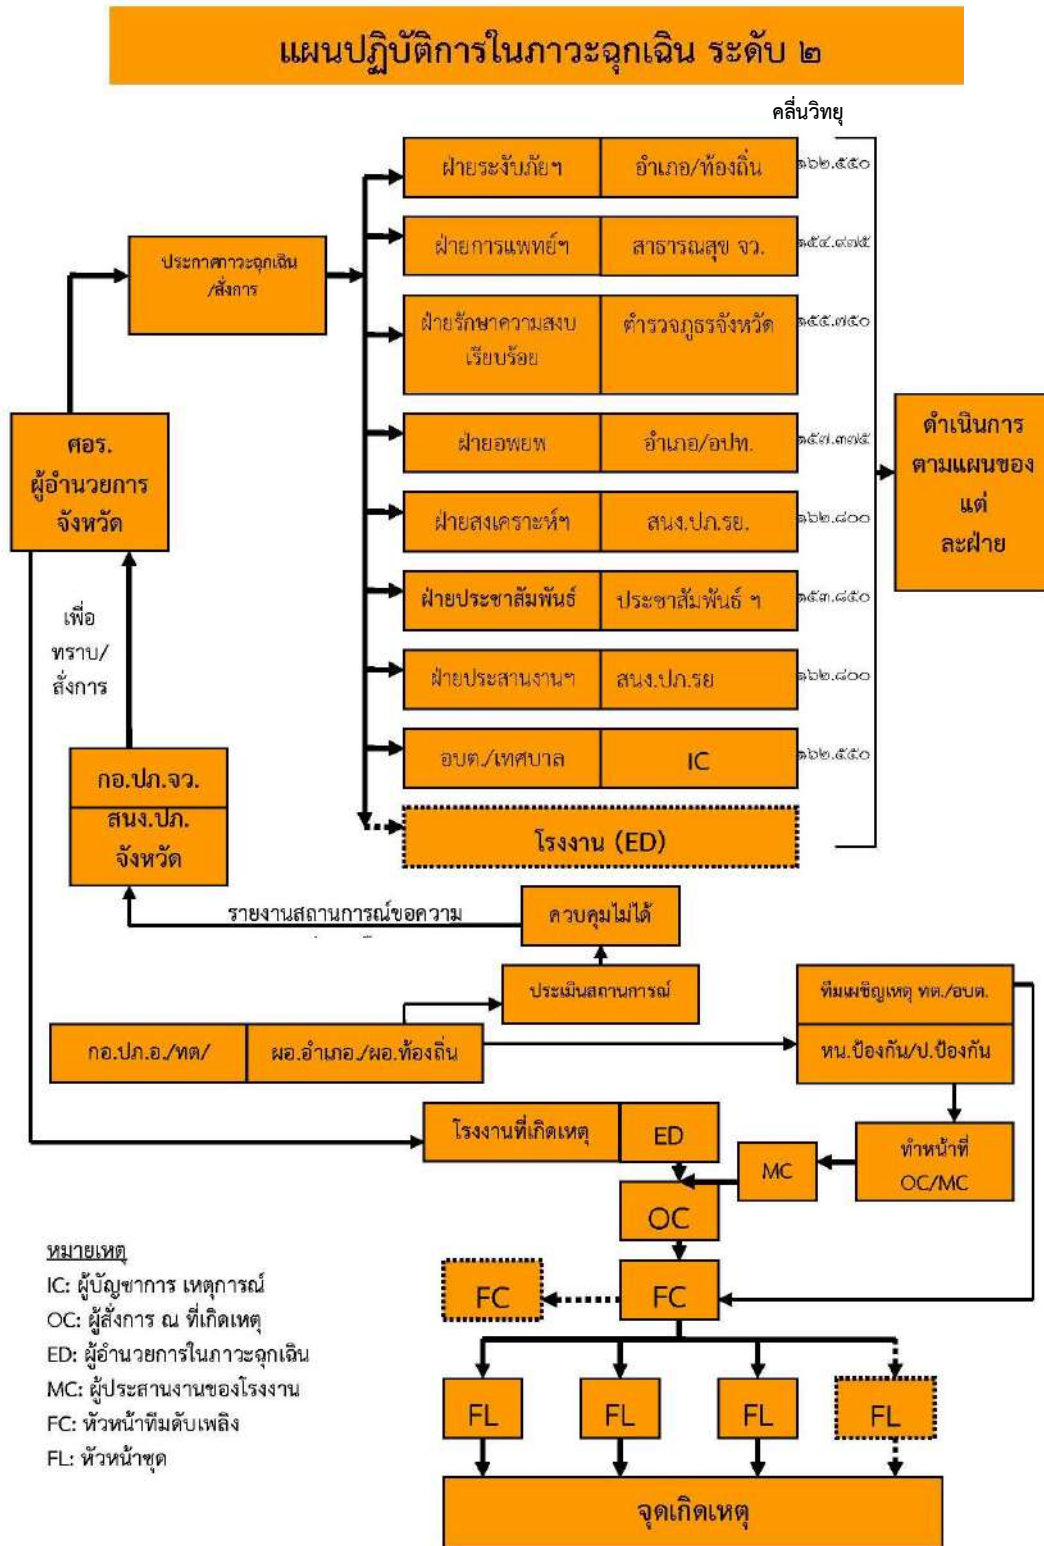 แผนปฏิบัติการในภาวะฉุกเฉิน ระดับ ๒
คลื่นวิทยุ
ฝ่ายระงับภัยฯ อำเภอ/ท้องถิ่น ๑๖๒.๕๕๐
ฝ่ายการแพทย์ฯ สาธารณสุข จว. ๑๕๔.๙๗๕
ประกาศภาวะฉุกเฉิน
/สั่งการ
ฝ่ายรักษาความสงบ ตำรวจภูธรจังหวัด ๑๕๕.๗๕๐
เรียบร้อย
ศอร.
ผู้อำนวยการ
จังหวัด
ฝ่ายอพยพ อำเภอ/อปท. ๑๕๗.๓๗๕
ดำเนินการ
ตามแผนของ
แต่
ละฝ่าย
ฝ่ายสงเคราะห์ฯ สนง.ปภ.รย. ๑๖๒.๘๐๐
ฝ่ายประชาสัมพันธ์ ประชาสัมพันธ์ ฯ ๑๕๓.๘๕๐
เพื่อ
ทราบ/
สั่งการ
ฝ่ายประสานงานฯ สนง.ปภ.รย ๑๖๒.๘๐๐
อบต./เทศบาล IC ๑๖๒.๕๕๐
กอ.ปภ.จว.
สนง.ปภ.
จังหวัด
โรงงาน (ED)
รายงานสถานการณ์ขอความ
ควบคุมไม่ได้
ประเมินสถานการณ์
ทีมเผชิญเหตุ ทต./อบต.
กอ.ปภ.อ./ทต/ ผอ.อำเภอ./ผอ.ท้องถิ่น
หน.ป้องกัน/ป.ป้องกัน
โรงงานที่เกิดเหตุ ED
ทำหน้าที่
OC/MC
MC
OC
FC FC
FL FL FL FL
จุดเกิดเหตุ
หมายเหตุ
IC: ผู้บัญชาการ เหตุการณ์
OC: ผู้สั่งการ ณ ที่เกิดเหตุ
ED: ผู้อำนวยการในภาวะฉุกเฉิน
MC: ผู้ประสานงานของโรงงาน
FC: หัวหน้าทีมดับเพลิง
FL: หัวหน้าชุด